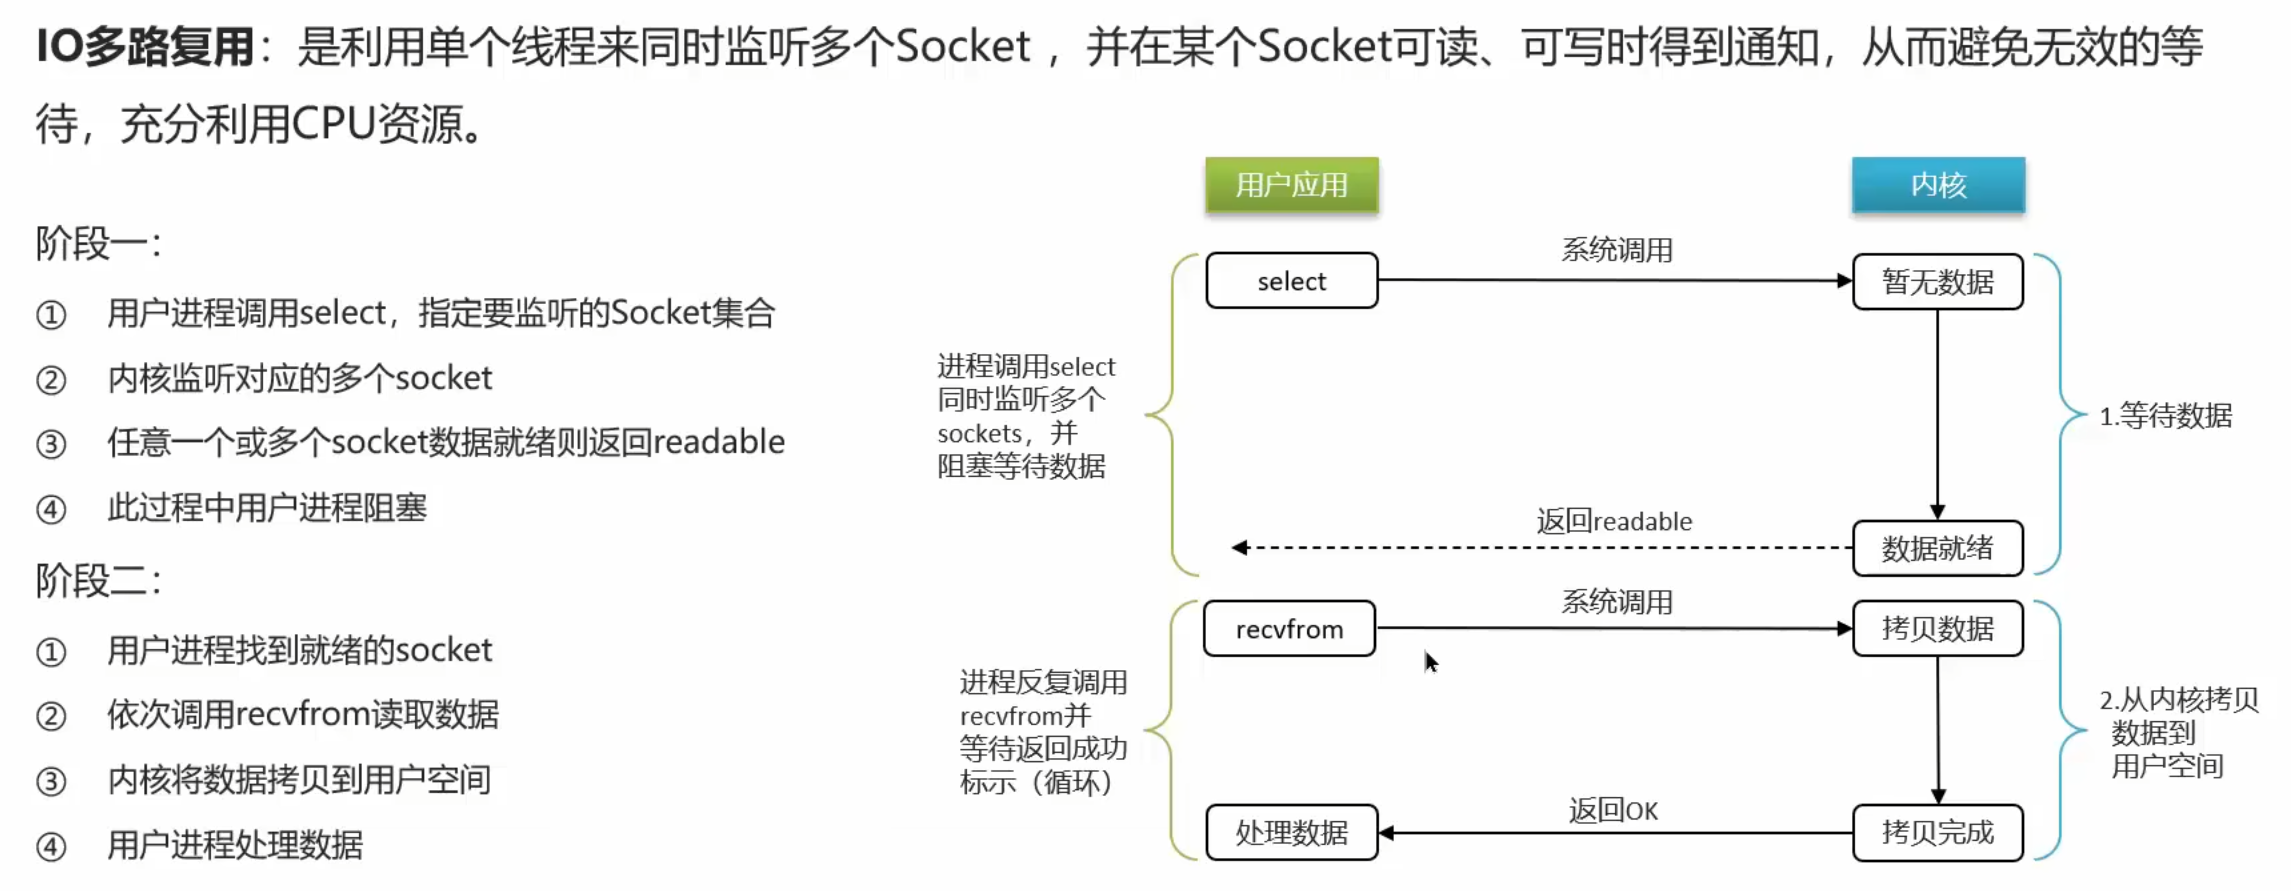 IO多路复用：是利用单个线程来同时监听多个Socket ，并在某个Socket可读、可写时得到通知，从而避免无效的等
待，充分利用CPU资源。
阶段一：
① 用户进程调用select，指定要监听的Socket集合
② 内核监听对应的多个socket
③ 任意一个或多个socket数据就绪则返回readable
④ 此过程中用户进程阻塞
阶段二：
① 用户进程找到就绪的socket
② 依次调用recvfrom读取数据
③ 内核将数据拷贝到用户空间
④ 用户进程处理数据
用户应用
内核
select
系统调用
暂无数据
进程调用select
同时监听多个
sockets，并
阻塞等待数据
1.等待数据
返回readable
数据就绪
recvfrom
系统调用
拷贝数据
进程反复调用
recvfrom并
等待返回成功
标示（循环）
2.从内核拷贝
数据到
用户空间
处理数据
返回OK
拷贝完成